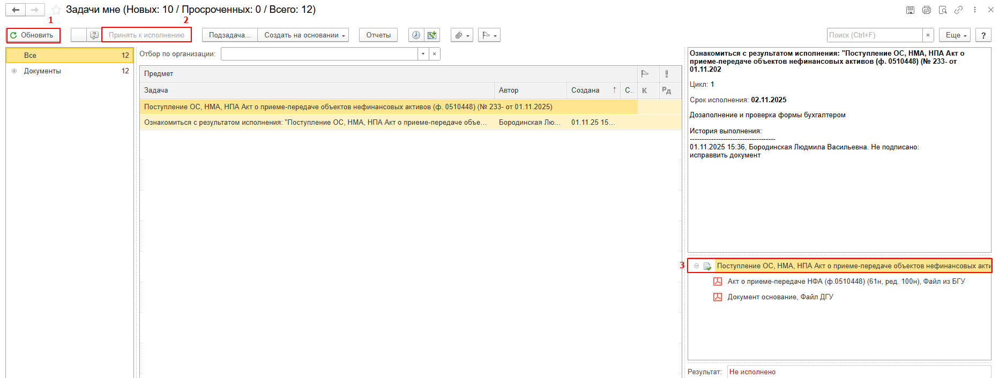 Задачи мне (Новых: 10 / Просроченных: 0 / Всего: 12)
1
2
Обновить
?
Принять к исполнению
Подзадача...
Создать на основании
Отчеты
Поиск (Ctrl+F)
×
Еще
?
Все 12
Документы 12
Отбор по организации:
Предмет
Задача Автор Создана ↑ С.. К Рд
Поступление ОС, НМА, НПА Акт о приеме-передаче объектов нефинансовых активов (ф. 0510448) (№ 233- от 01.11.2025)
Ознакомиться с результатом исполнения: "Поступление ОС, НМА, НПА Акт о приеме-передаче объе... Бородинская Лю... 01.11.25 15...
Ознакомиться с результатом исполнения: "Поступление ОС, НМА, НПА Акт о
приеме-передаче объектов нефинансовых активов (ф. 0510448) (№ 233- от
01.11.202
Цикл: 1
Срок исполнения: 02.11.2025
Дозаполнение и проверка формы бухгалтером
История выполнения:
------------------------------------
01.11.2025 15:36, Бородинская Людмила Васильевна. Не подписано:
исправвить документ
3
Поступление ОС, НМА, НПА Акт о приеме-передаче объектов нефинансовых акти
Акт о приеме-передаче НФА (ф.0510448) (61н, ред. 100н), Файл из БГУ
Документ основание, Файл ДГУ
Результат: Не исполнено